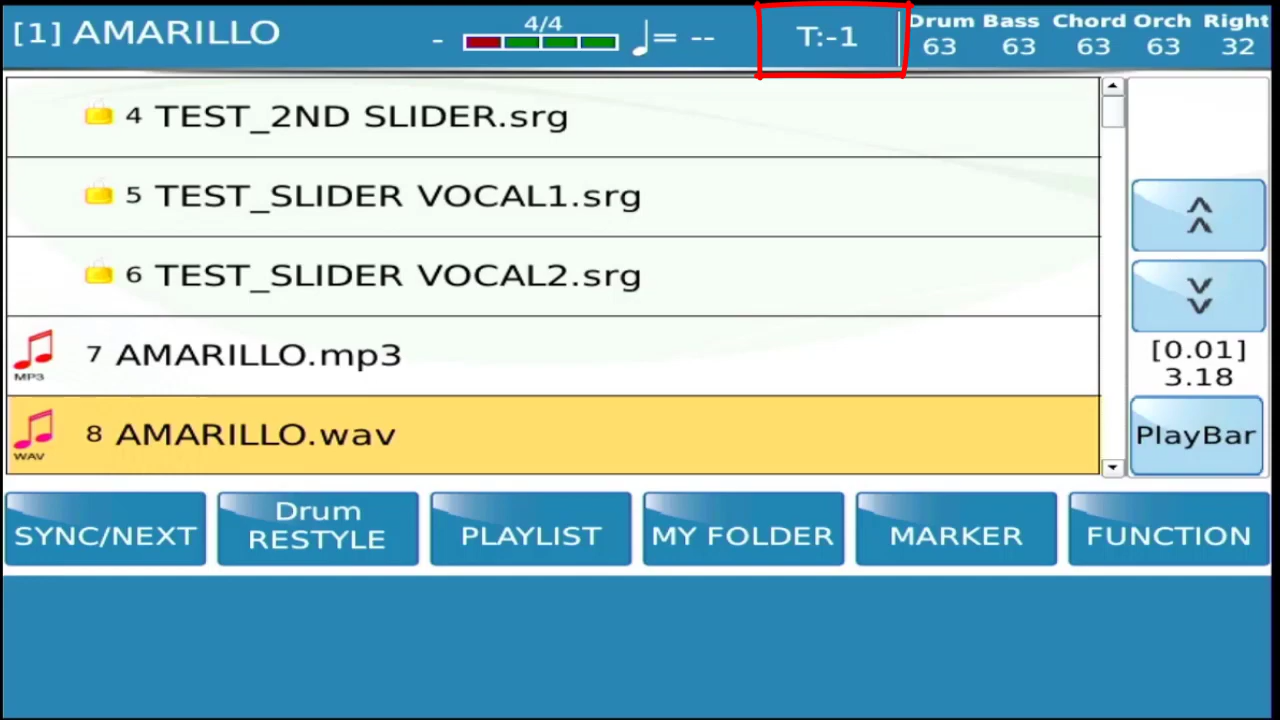 [1] AMARILLO
4/4
- = --
T:-1
Drum Bass Chord Orch Right
63 63 63 63 32
4 TEST_2ND SLIDER.srg
5 TEST_SLIDER VOCAL1.srg
6 TEST_SLIDER VOCAL2.srg
MP3
7 AMARILLO.mp3
WAV
8 AMARILLO.wav
[0.01]
3.18
PlayBar
SYNC/NEXT
Drum
RESTYLE
PLAYLIST
MY FOLDER
MARKER
FUNCTION